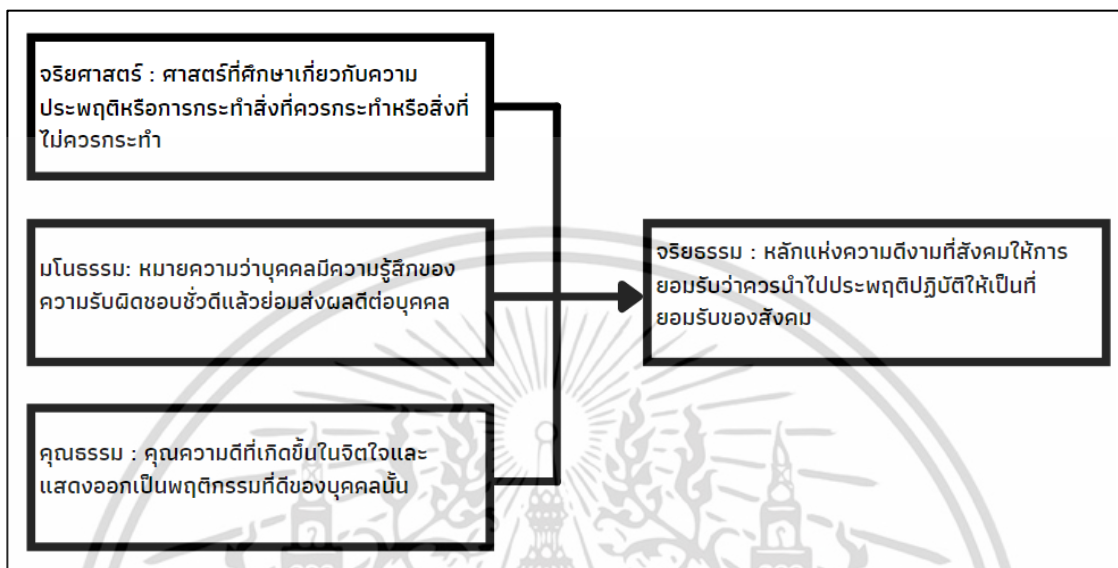 จริยศาสตร์ : ศาสตร์ที่ศึกษาเกี่ยวกับความ
ประพฤติหรือการกระทำสิ่งที่ควรกระทำหรือสิ่งที่
ไม่ควรกระทำ
มโนธรรม: หมายความว่าบุคคลมีความรู้สึกของ
ความรับผิดชอบชั่วดีแล้วย่อมส่งผลดีต่อบุคคล
คุณธรรม : คุณความดีที่เกิดขึ้นในจิตใจและ
แสดงออกเป็นพฤติกรรมที่ดีของบุคคลนั้น
จริยธรรม : หลักแห่งความดีงามที่สังคมให้การ
ยอมรับว่าควรนำไปประพฤติปฏิบัติให้เป็นที่
ยอมรับของสังคม